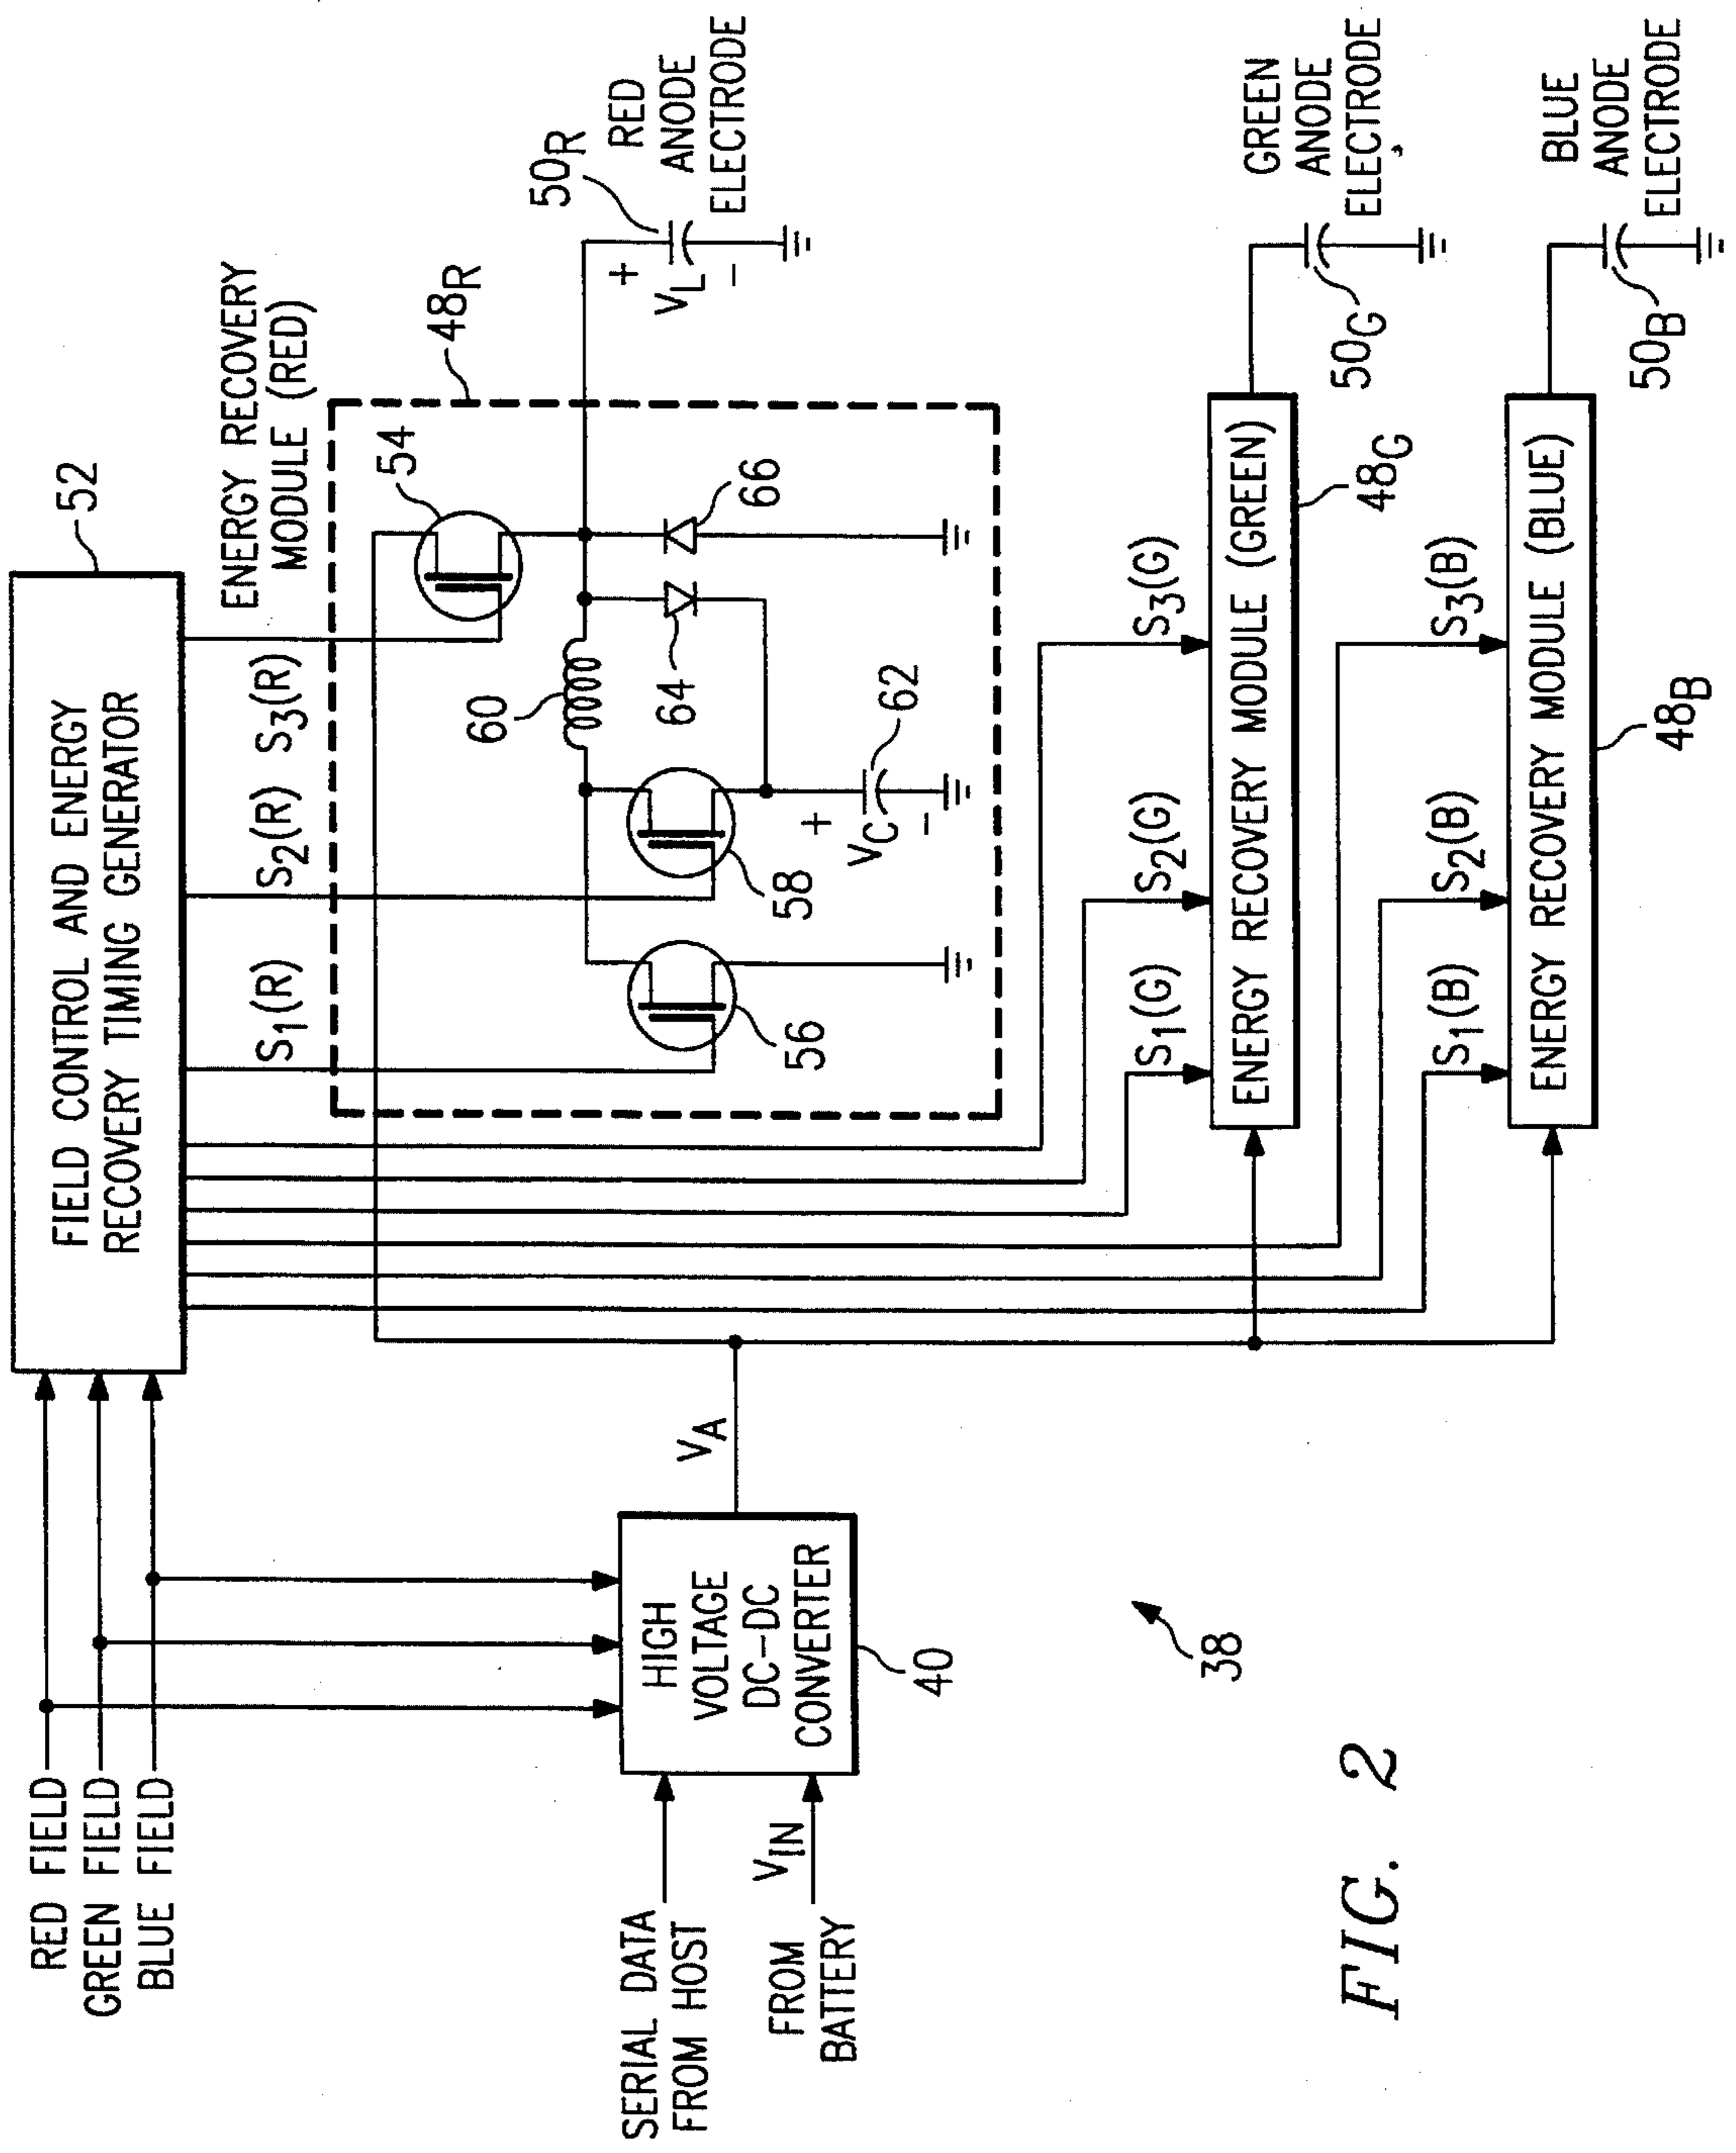 RED FIELD
GREEN FIELD
BLUE FIELD
SERIAL DATA
FROM HOST
FROM
BATTERY
VIN
HIGH
VOLTAGE
DC-DC
CONVERTER
40
VA
38
FIELD CONTROL AND ENERGY
RECOVERY TIMING GENERATOR
52
S1(R)
S2(R)
S3(R)
ENERGY RECOVERY
MODULE (RED)
48R
54
56
58
60
62
64
66
+
VC
-
+
VL
-
50R
RED
ANODE
ELECTRODE
S1(G)
S2(G)
S3(G)
ENERGY RECOVERY MODULE (GREEN)
48G
50G
GREEN
ANODE
ELECTRODE
S1(B)
S2(B)
S3(B)
ENERGY RECOVERY MODULE (BLUE)
48B
50B
BLUE
ANODE
ELECTRODE
FIG. 2